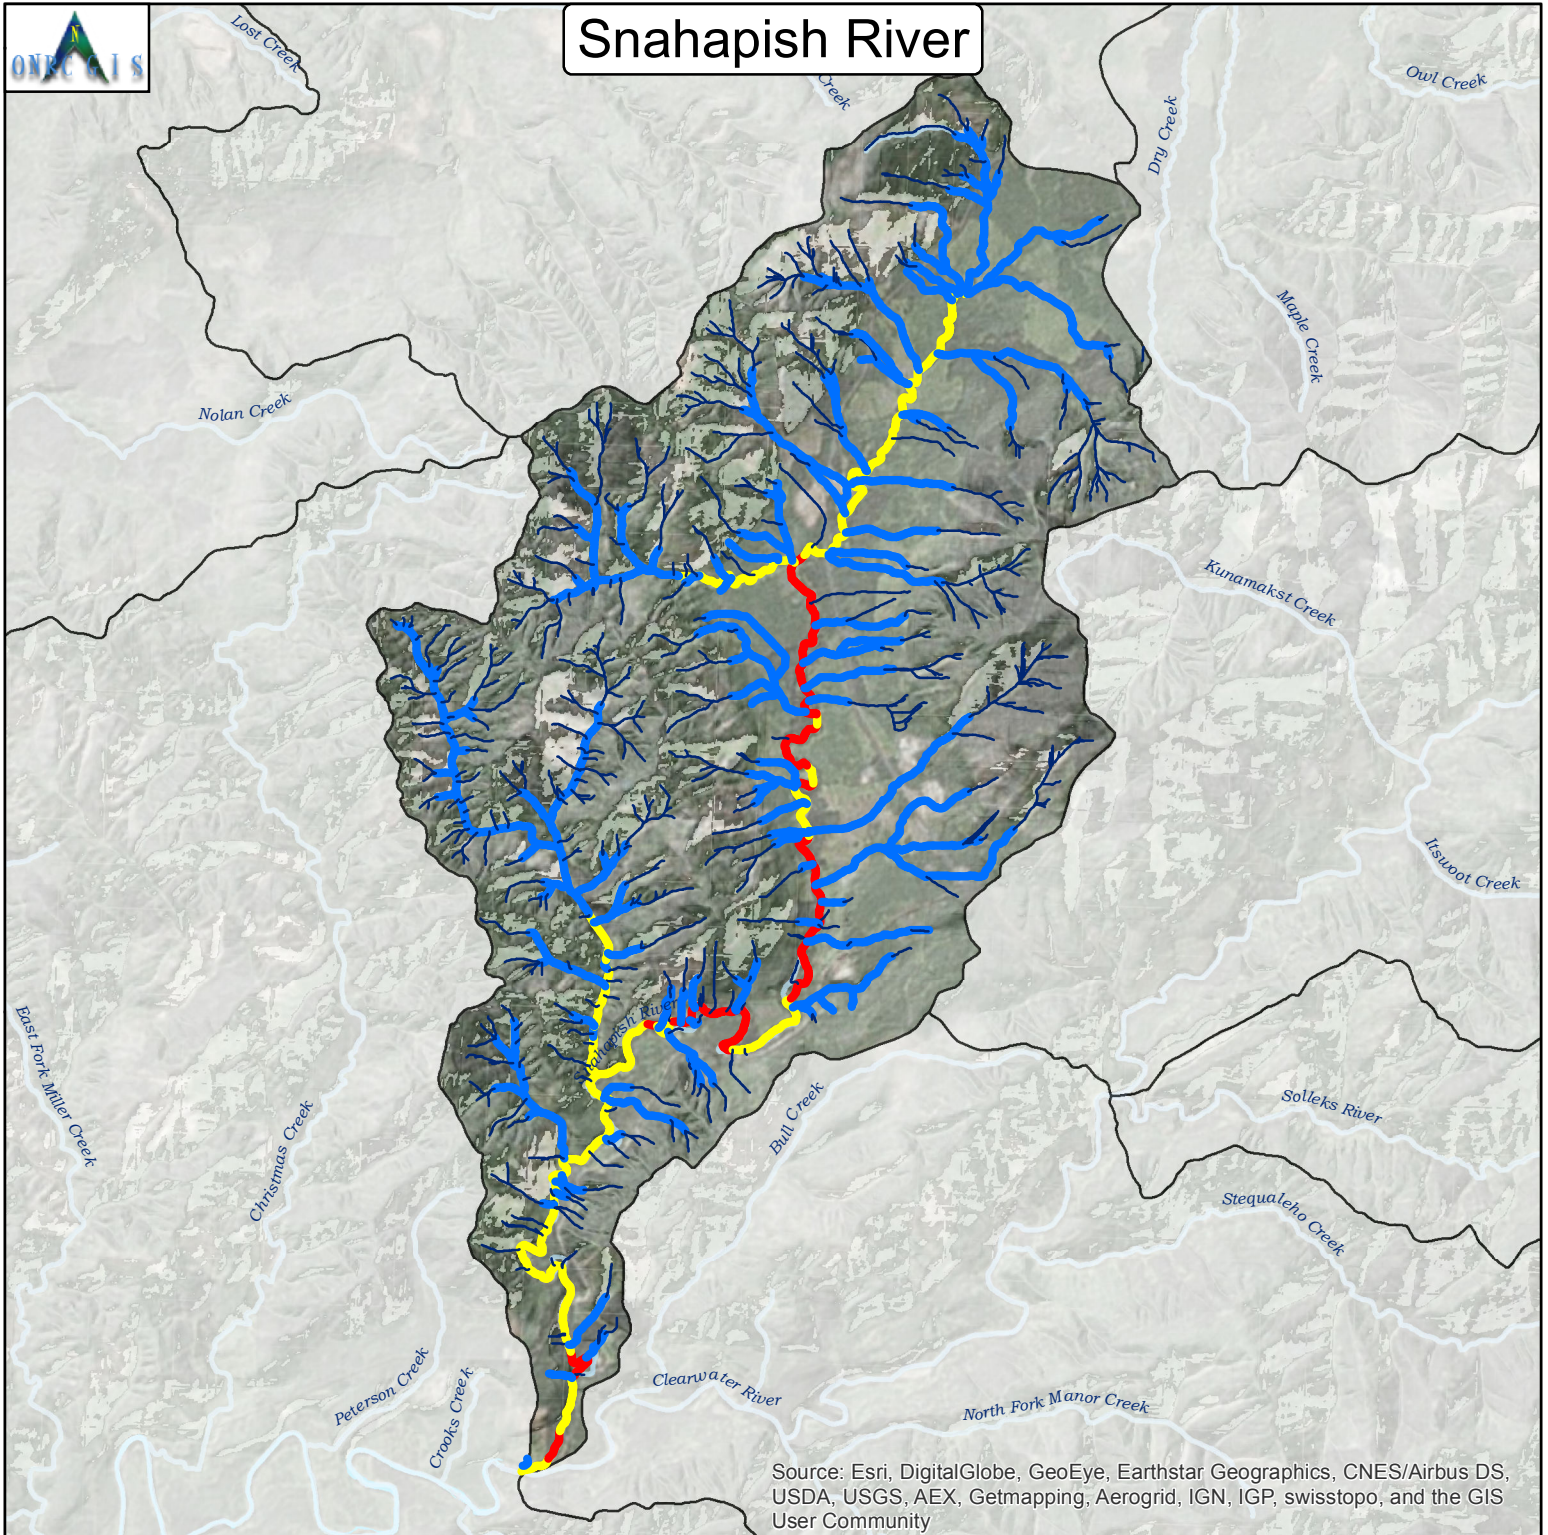 N
ONRC GIS
Snahapish River
Lost Creek
Creek
Owl Creek
Dry Creek
Maple Creek
Nolan Creek
Kunamakst Creek
Itswoot Creek
East Fork Miller Creek
Christmas Creek
Snahapish River
Bull Creek
Solleks River
Stequaleho Creek
Peterson Creek
Crooks Creek
Clearwater River
North Fork Manor Creek
Source: Esri, DigitalGlobe, GeoEye, Earthstar Geographics, CNES/Airbus DS,
USDA, USGS, AEX, Getmapping, Aerogrid, IGN, IGP, swisstopo, and the GIS
User Community